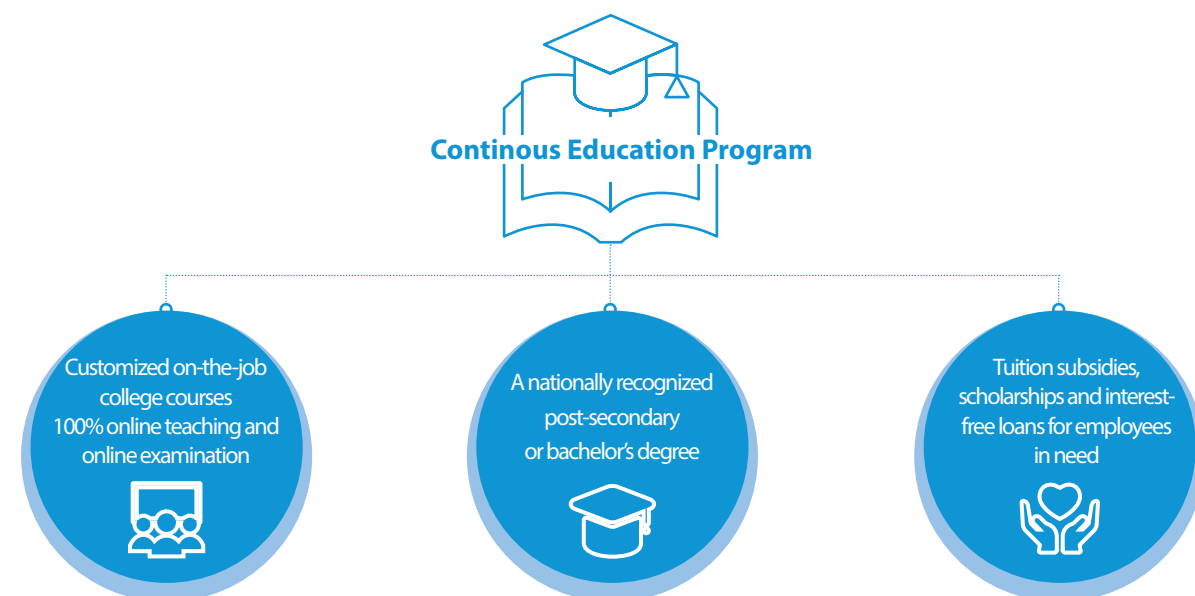 Continous Education Program
Customized on-the-job
college courses
100% online teaching and
online examination
A nationally recognized
post-secondary
or bachelor's degree
Tuition subsidies,
scholarships and interest-
free loans for employees
in need